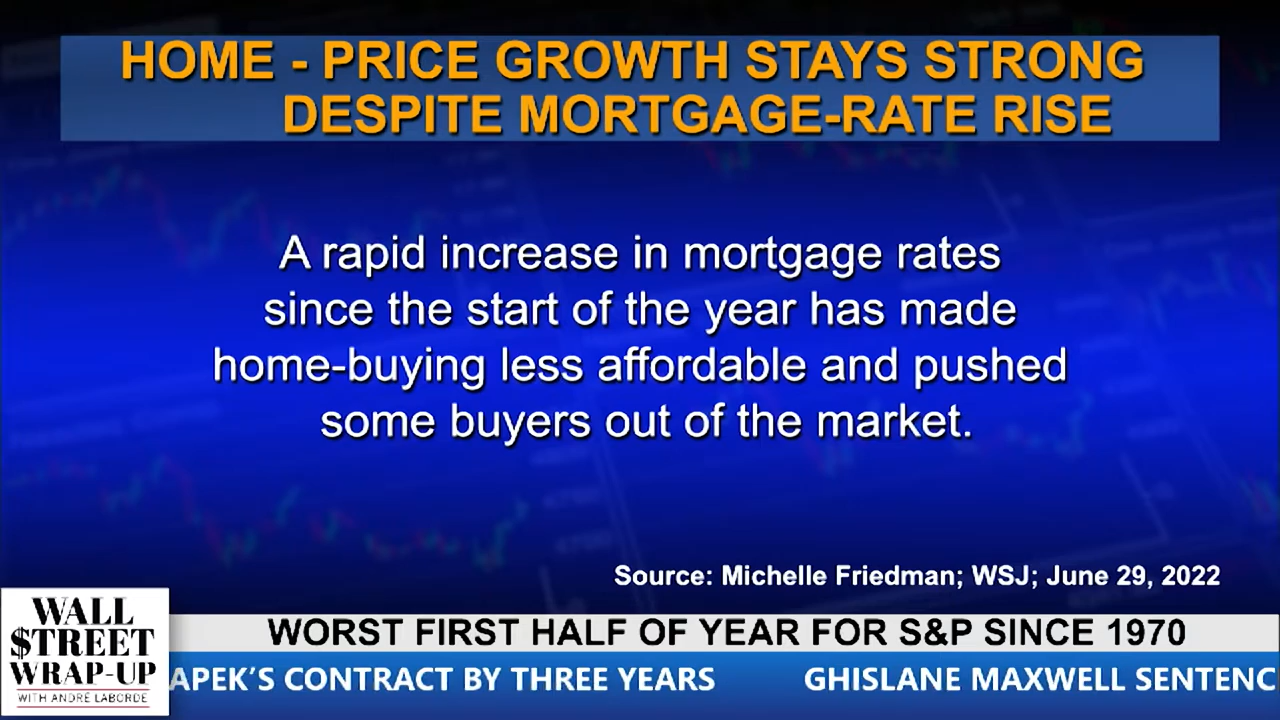 HOME - PRICE GROWTH STAYS STRONG
DESPITE MORTGAGE-RATE RISE
A rapid increase in mortgage rates
since the start of the year has made
home-buying less affordable and pushed
some buyers out of the market.
Source: Michelle Friedman; WSJ; June 29, 2022
WALL
$TREET
WRAP-UP
WITH ANDRÉ LABORDE
WORST FIRST HALF OF YEAR FOR S&P SINCE 1970
APEK'S CONTRACT BY THREE YEARS GHISLANE MAXWELL SENTENC